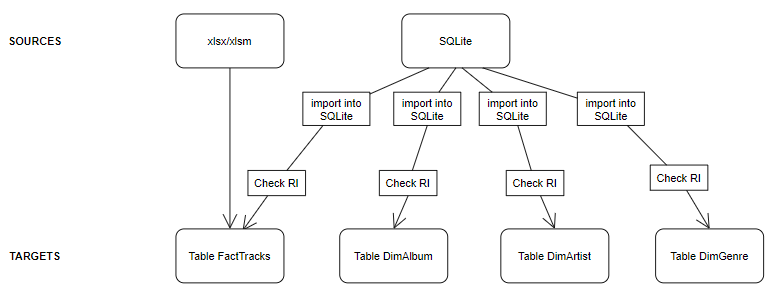 SOURCES
xlsx/xlsm
SQLite
import into
SQLite
import into
SQLite
import into
SQLite
import into
SQLite
Check RI
Check RI
Check RI
Check RI
TARGETS
Table FactTracks
Table DimAlbum
Table DimArtist
Table DimGenre